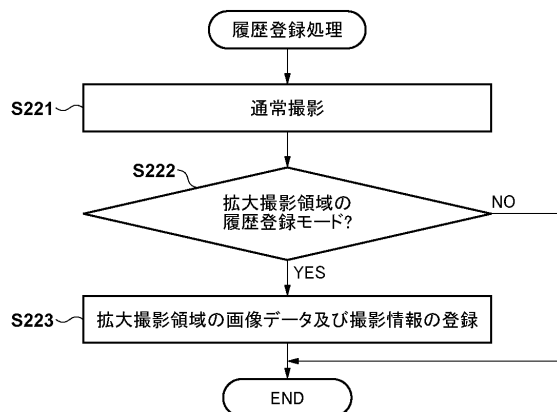 履歴登録処理
S221
通常撮影
S222
拡大撮影領域の
履歴登録モード?
NO
YES
S223
拡大撮影領域の画像データ及び撮影情報の登録
END